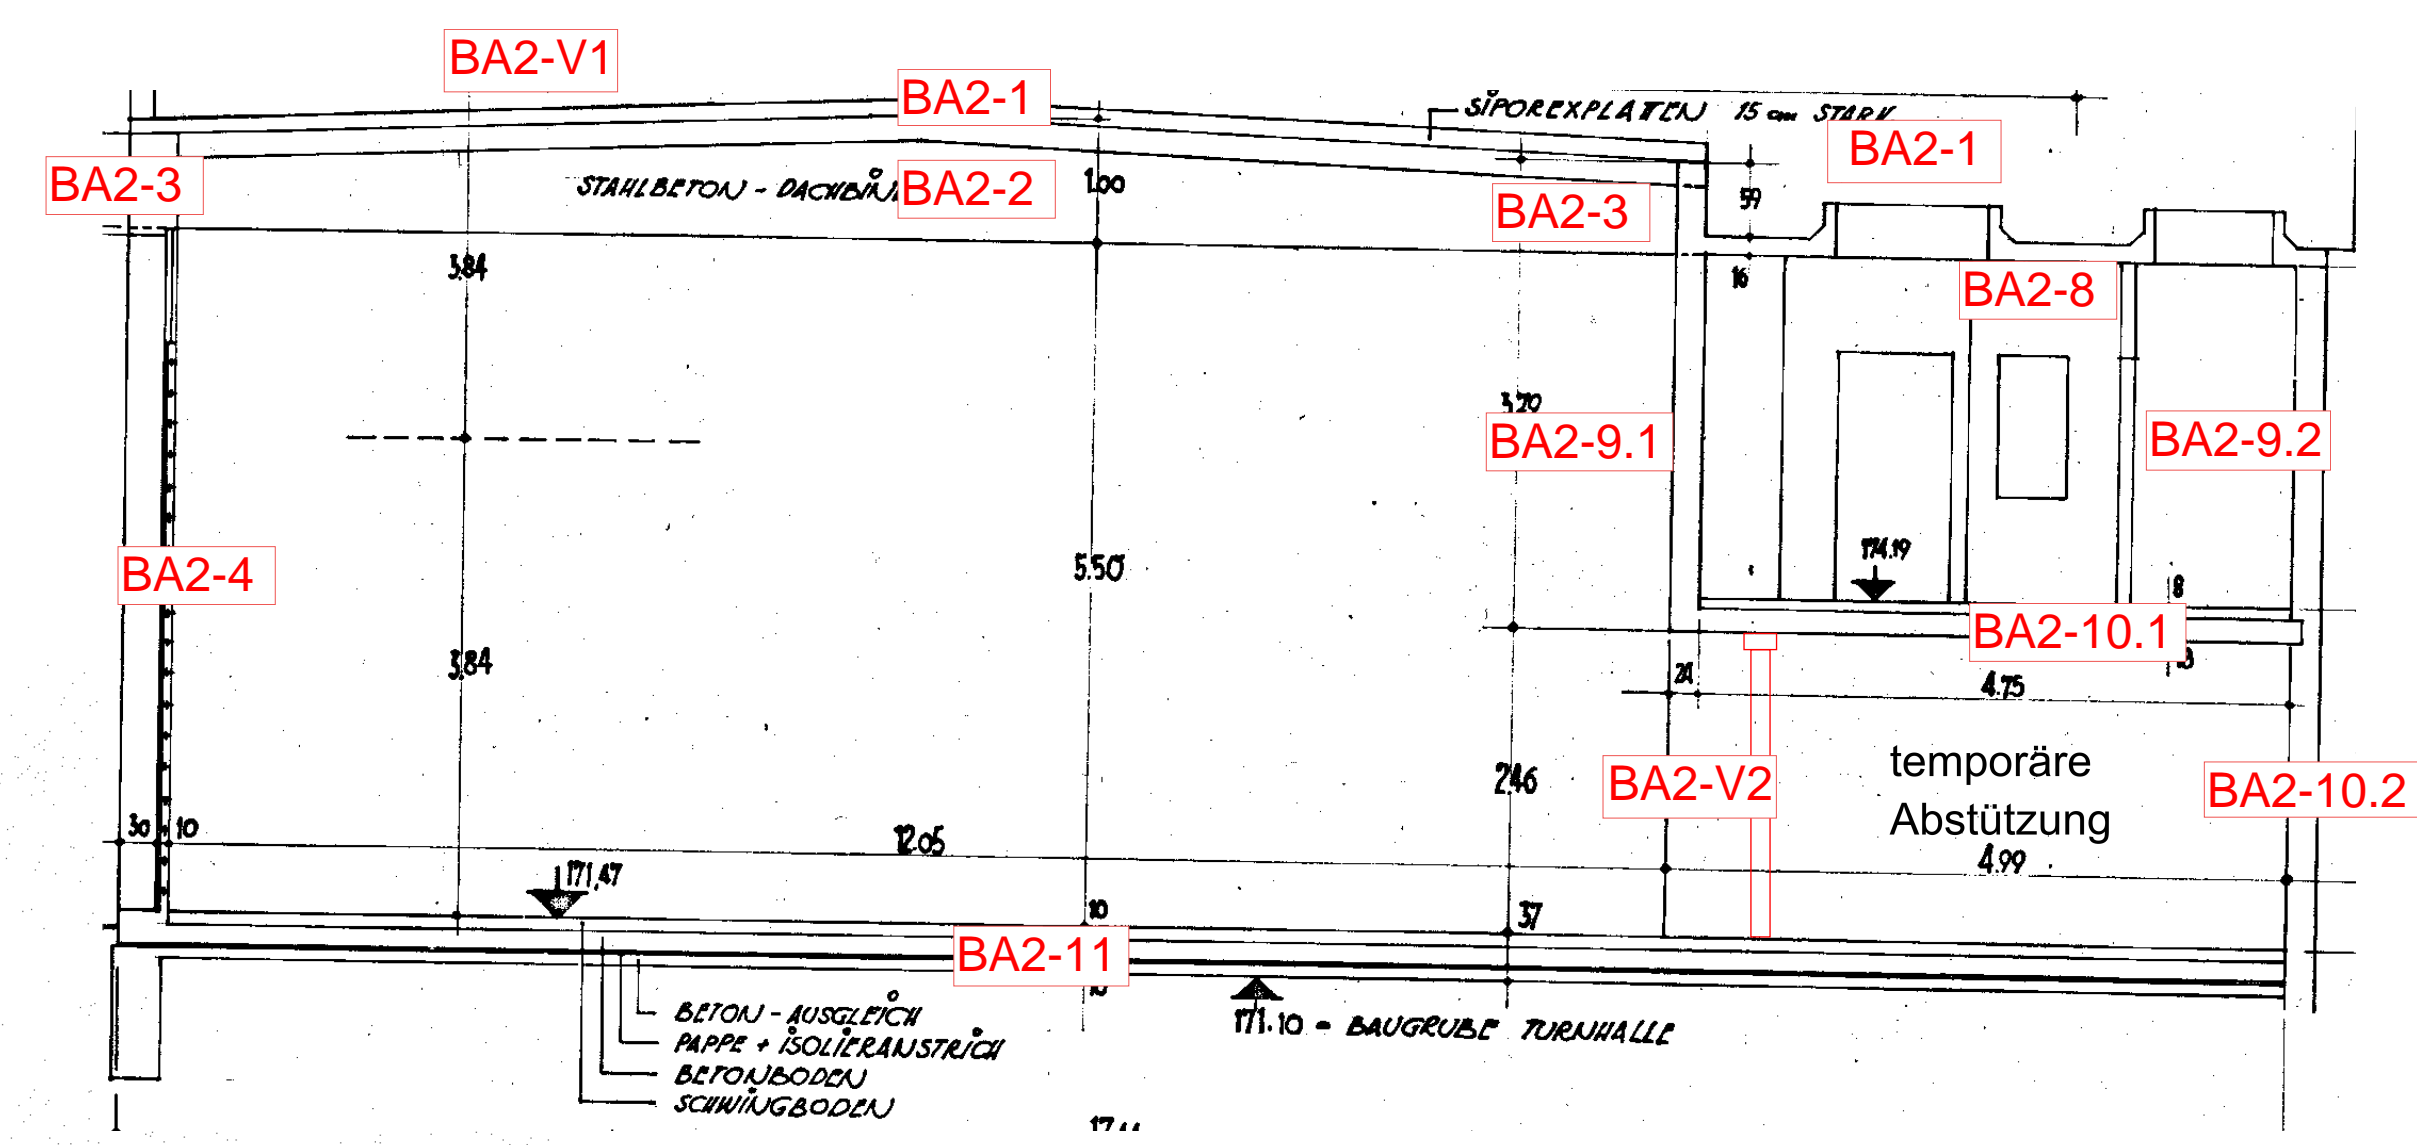 BA2-V1
BA2-1
SIPOREXPLATTEN 15 cm STARK
BA2-1
BA2-3
STAHLBETON - DACHBIN
BA2-2
1.00
BA2-3
59
3.84
16
BA2-8
3.20
BA2-9.1
BA2-9.2
174.19
BA2-4
5.50
8
BA2-10.1
3.84
24
4.75
temporäre
2.46
BA2-V2
BA2-10.2
Abstützung
30
10
12.05
4.99
171,47
10
37
BA2-11
10
BETON - AUSGLEICH
171.10 - BAUGRUBE TURNHALLE
PAPPE + ISOLIERANSTRICH
BETONBODEN
SCHWINGBODEN